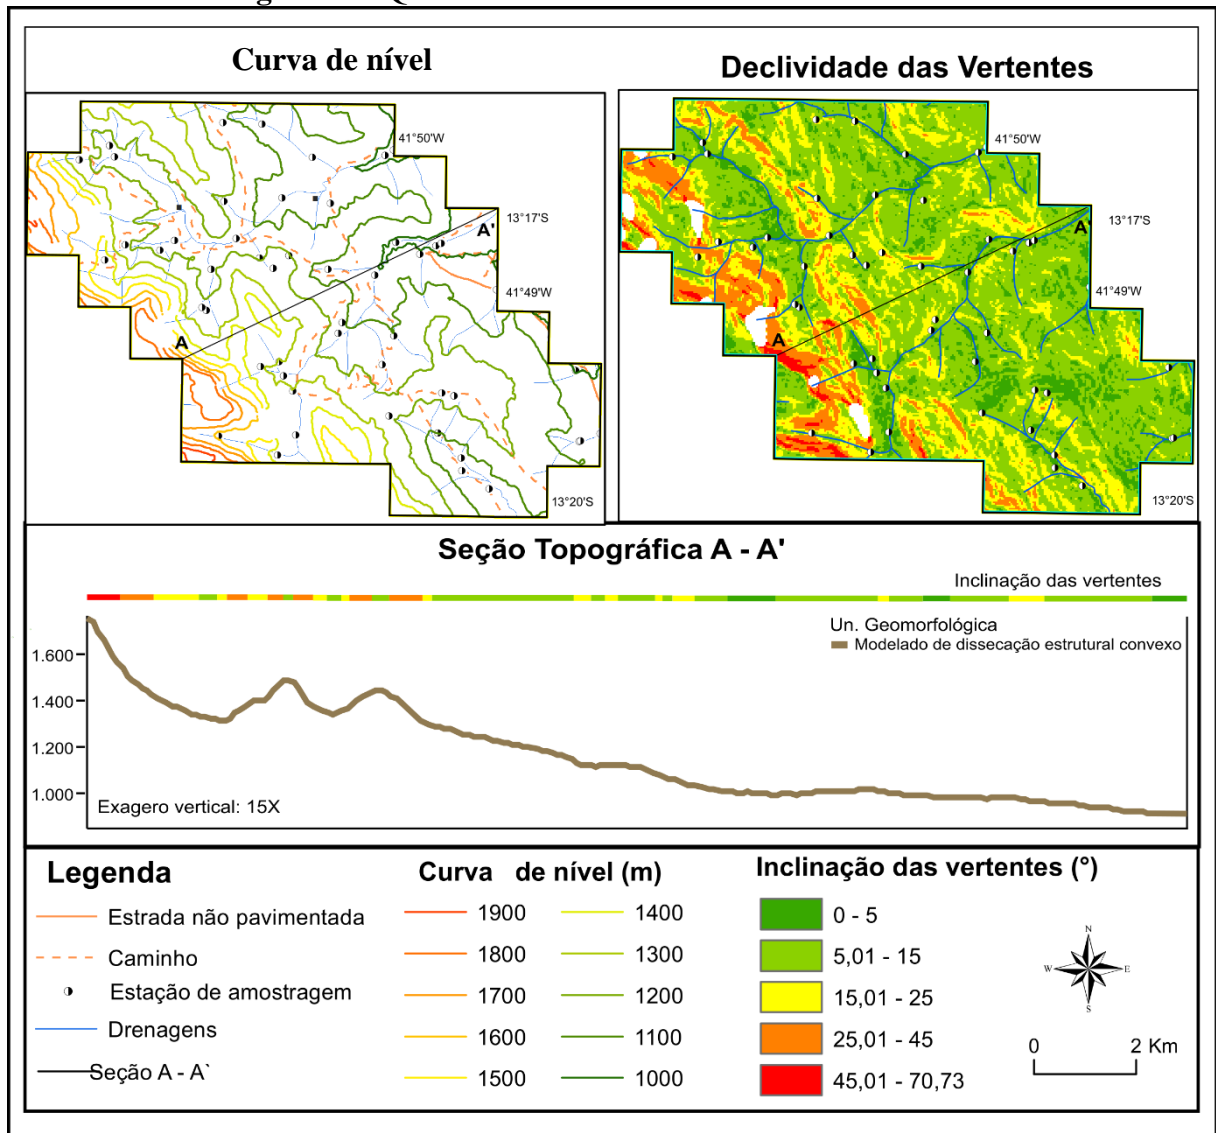 Curva de nível
Declividade das Vertentes
41°50'W
13°17'S
A'
41°49'W
A
13°20'S
41°50'W
13°17'S
A'
41°49'W
A
13°20'S
Seção Topográfica A - A'
Inclinação das vertentes
Un. Geomorfológica
Modelado de dissecação estrutural convexo
1.600
1.400
1.200
1.000
Exagero vertical: 15X
Legenda
Estrada não pavimentada
Caminho
Estação de amostragem
Drenagens
Seção A - A`
Curva de nível (m)
1900
1800
1700
1600
1500
1400
1300
1200
1100
1000
Inclinação das vertentes (°)
0 - 5
5,01 - 15
15,01 - 25
25,01 - 45
45,01 - 70,73
N
W
E
S
0 2 Km